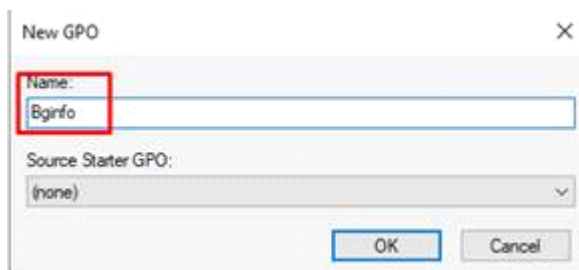 New GPO
Name:
Bginfo
Source Starter GPO:
(none)
OK Cancel